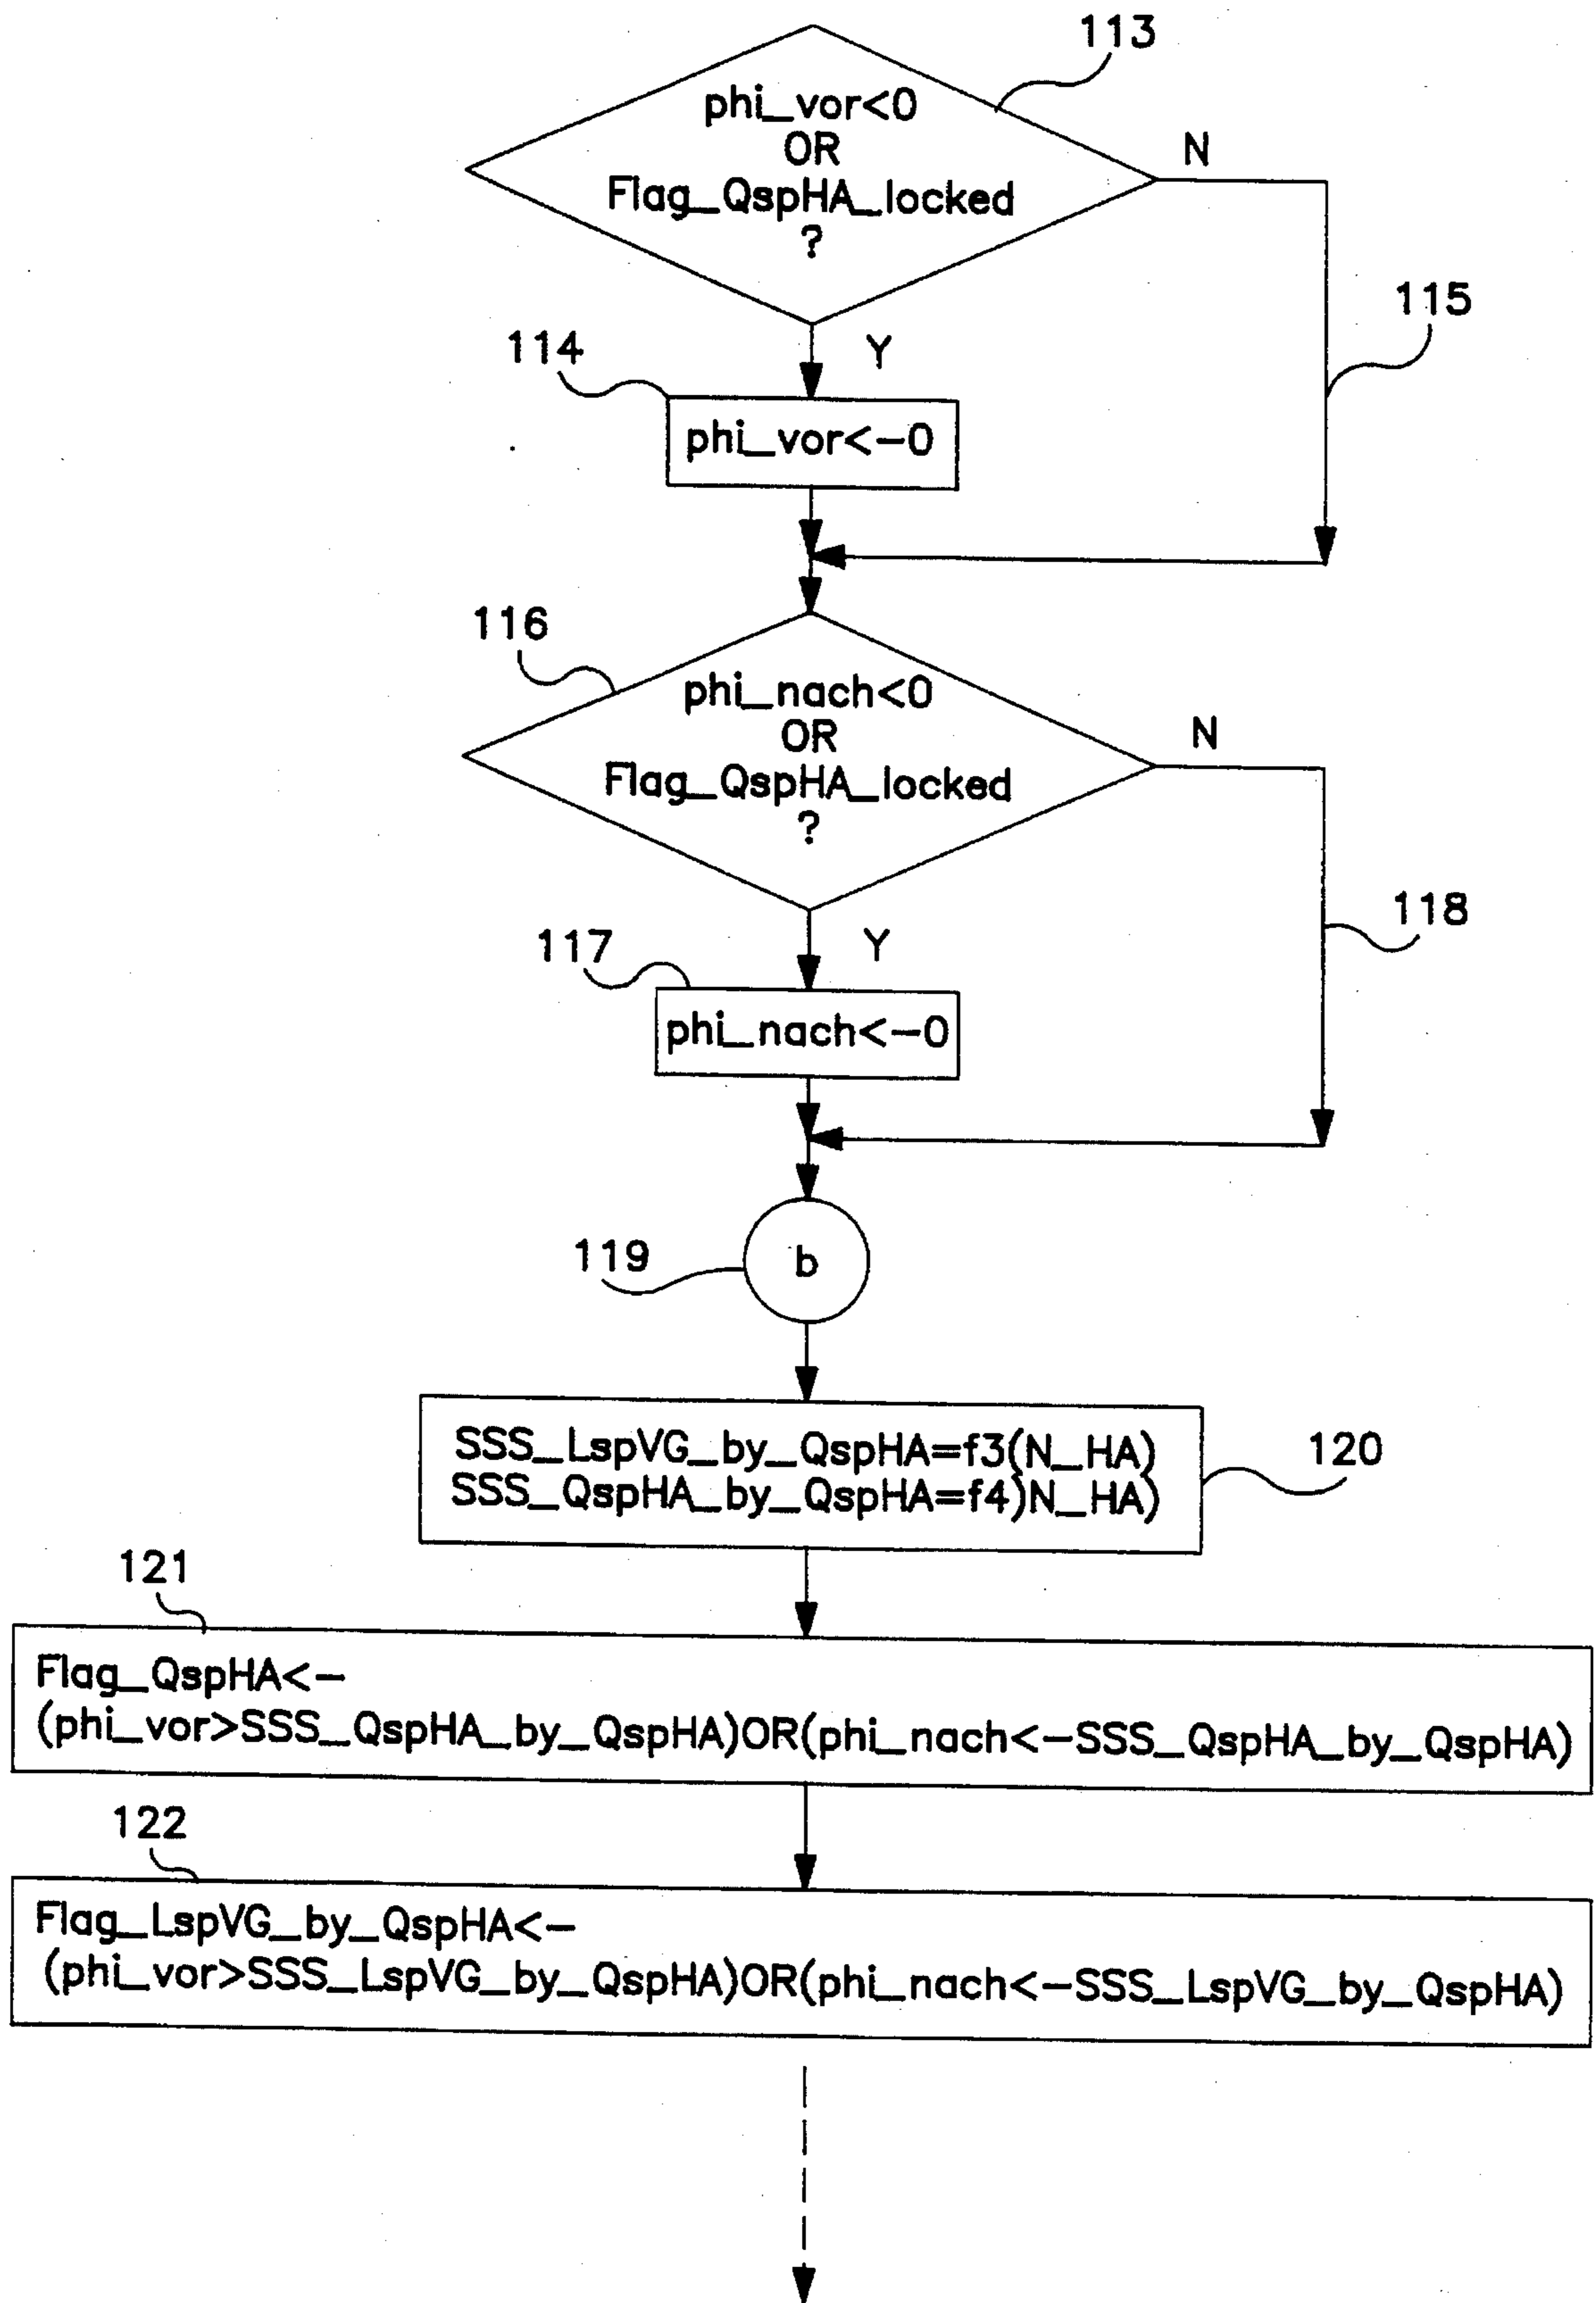 113
phi_vor<0
OR
Flag_QspHA_locked
?
N
115
Y
114
phi_vor<-0
116
phi_nach<0
OR
Flag_QspHA_locked
?
N
118
Y
117
phi_nach<-0
119
b
SSS_LspVG_by_QspHA=f3(N_HA)
SSS_QspHA_by_QspHA=f4)N_HA)
120
121
Flag_QspHA<-
(phi_vor>SSS_QspHA_by_QspHA)OR(phi_nach<-SSS_QspHA_by_QspHA)
122
Flag_LspVG_by_QspHA<-
(phi_vor>SSS_LspVG_by_QspHA)OR(phi_nach<-SSS_LspVG_by_QspHA)